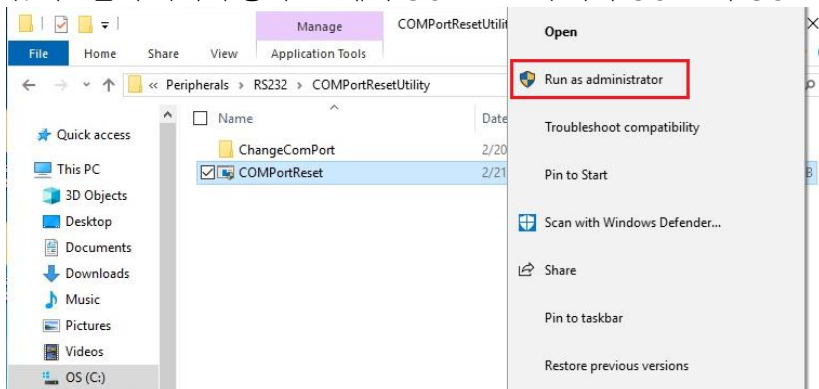 Manage
COMPortResetUtilit
File
Home
Share
View
Application Tools
« Peripherals › RS232 › COMPortResetUtility
Name
Date
Quick access
ChangeComPort
2/20
This PC
COMPortReset
2/21
3D Objects
Desktop
Documents
Downloads
Music
Pictures
Videos
OS (C:)
Open
Run as administrator
Troubleshoot compatibility
Pin to Start
Scan with Windows Defender...
Share
Pin to taskbar
Restore previous versions
B